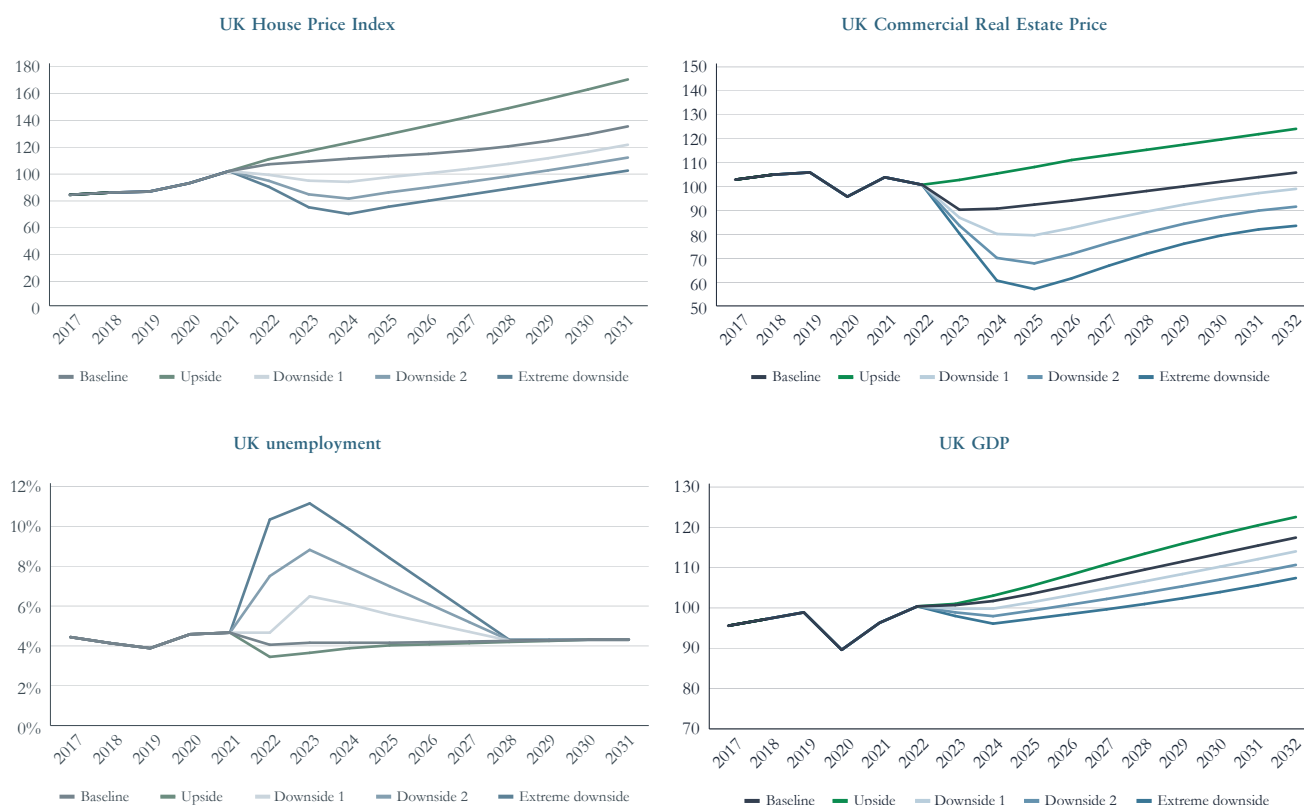 UK House Price Index
180
160
140
120
100
80
60
40
20
0
2017 2018 2019 2020 2021 2022 2023 2024 2025 2026 2027 2028 2029 2030 2031
Baseline Upside Downside 1 Downside 2 Extreme downside
UK Commercial Real Estate Price
150
140
130
120
110
100
90
80
70
60
50
2017 2018 2019 2020 2021 2022 2023 2024 2025 2026 2027 2028 2029 2030 2031 2032
Baseline Upside Downside 1 Downside 2 Extreme downside
UK unemployment
12%
10%
8%
6%
4%
2%
0%
2017 2018 2019 2020 2021 2022 2023 2024 2025 2026 2027 2028 2029 2030 2031
Baseline Upside Downside 1 Downside 2 Extreme downside
UK GDP
130
120
110
100
90
80
70
2017 2018 2019 2020 2021 2022 2023 2024 2025 2026 2027 2028 2029 2030 2031 2032
Baseline Upside Downside 1 Downside 2 Extreme downside